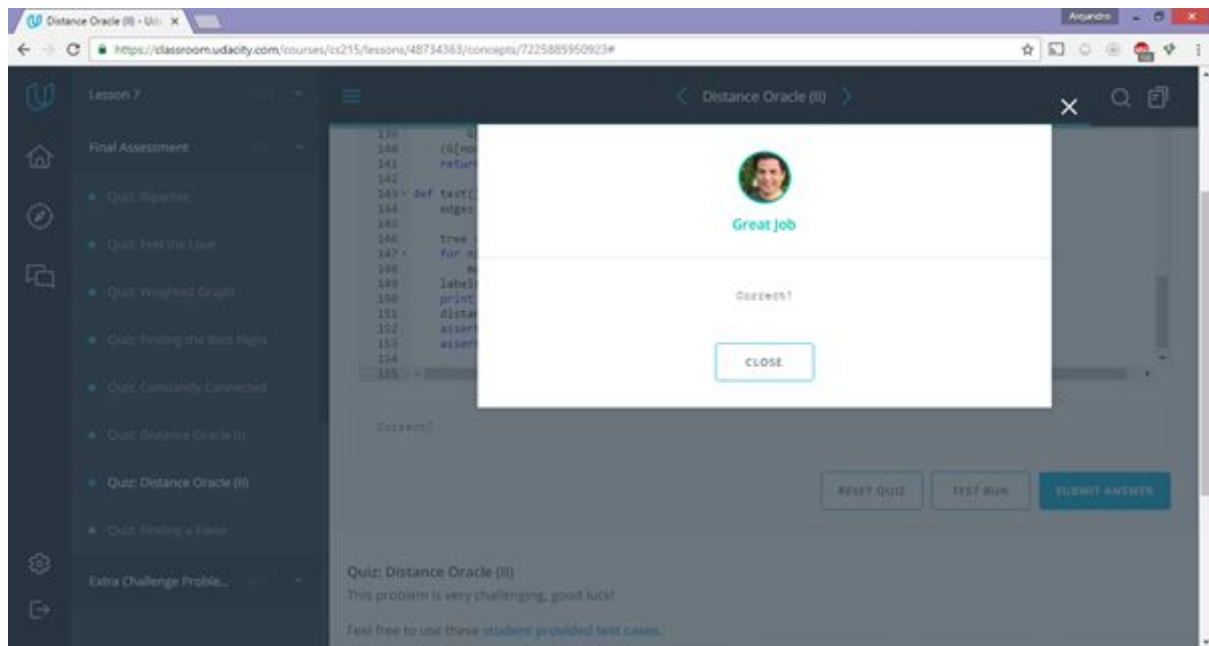 Distance Oracle (II) - Ud
Alejandro
https://classroom.udacity.com/courses/cs215/lessons/48734363/concepts/7225885950923#
Lesson 7
Distance Oracle (II)
Final Assessment
Quiz: Bipartite
Quiz: Feel the Love
Quiz: Weighted Graph
Quiz: Finding the Best Flight
Quiz: Constantly Connected
Quiz: Distance Oracle (I)
Quiz: Distance Oracle (II)
Quiz: Finding a Favor
Extra Challenge Proble...
139
140
141 return
142
143 def test(
144 edges
145
146 tree
147 for
148
149 label
150 print
151 dista
152 assert
153 assert
154
155
Great Job
Correct!
CLOSE
Correct!
RESET QUIZ
TEST RUN
SUBMIT ANSWER
Quiz: Distance Oracle (II)
This problem is very challenging, good luck!
Feel free to use these student provided test cases.